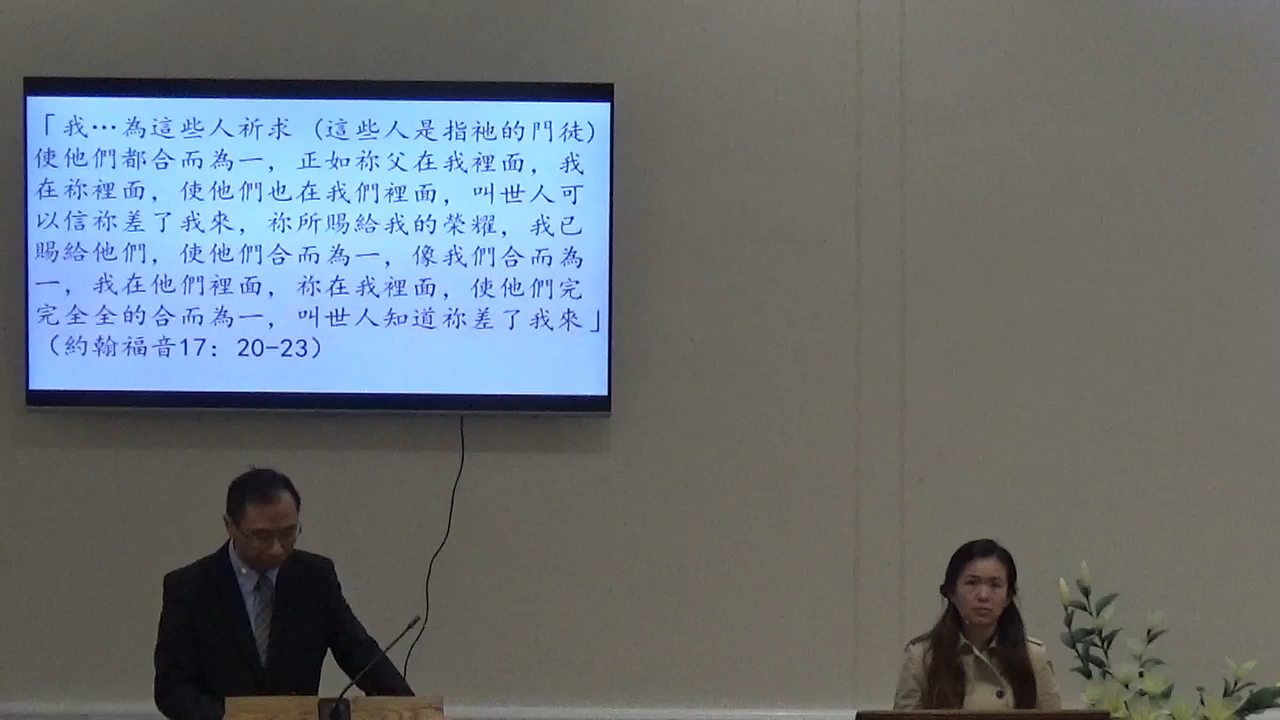 「我…為這些人祈求 (這些人是指祂的門徒)
使他們都合而為一, 正如祢父在我裡面, 我
在祢裡面, 使他們也在我們裡面, 叫世人可
以信祢差了我來, 祢所賜給我的榮耀, 我已
賜給他們, 使他們合而為一, 像我們合而為
一, 我在他們裡面, 祢在我裡面, 使他們完
完全全的合而為一, 叫世人知道祢差了我來」
(約翰福音17: 20-23)